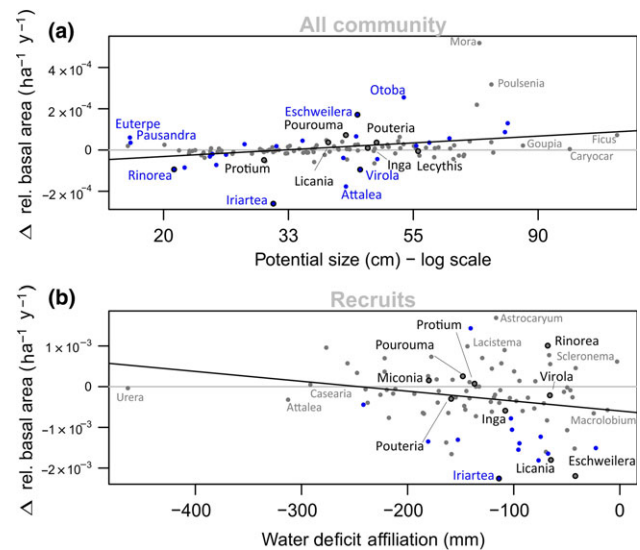 All community
(a)
Δ rel. basal area (ha⁻¹ y⁻¹)
4 × 10⁻⁴
2 × 10⁻⁴
0
−2 × 10⁻⁴
Mora
Poulsenia
Otoba
Eschweilera
Euterpe
Pausandra
Pourouma
Pouteria
Goupia
Ficus
Caryocar
Rinorea
Protium
Licania
Inga
Lecythis
Virola
Attalea
Iriartea
20
33
55
90
Potential size (cm) − log scale
Recruits
(b)
Δ rel. basal area (ha⁻¹ y⁻¹)
1 × 10⁻³
0
−1 × 10⁻³
−2 × 10⁻³
Astrocaryum
Protium
Lacistema
Rinorea
Pourouma
Scleronema
Miconia
Virola
Urera
Casearia
Attalea
Macrolobium
Inga
Pouteria
Eschweilera
Licania
Iriartea
−400
−300
−200
−100
0
Water deficit affiliation (mm)